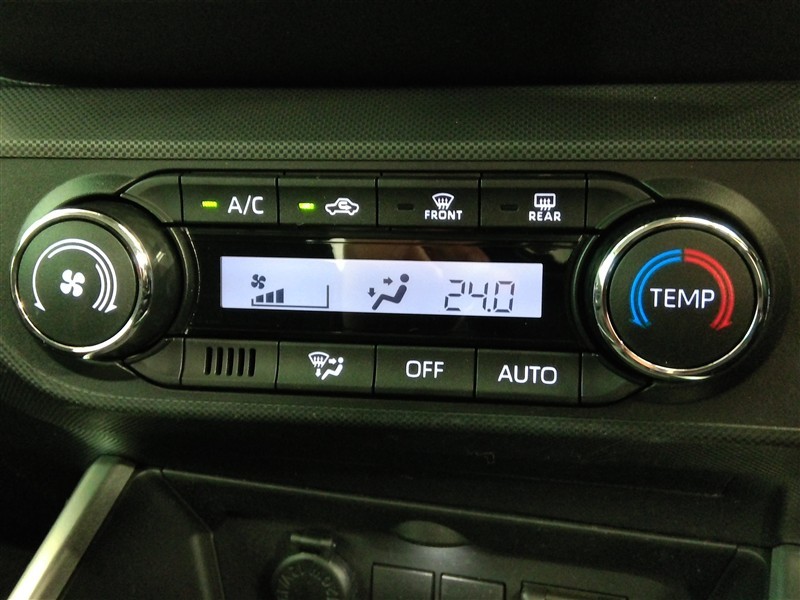 A/C
FRONT
REAR
24.0
TEMP
OFF
AUTO